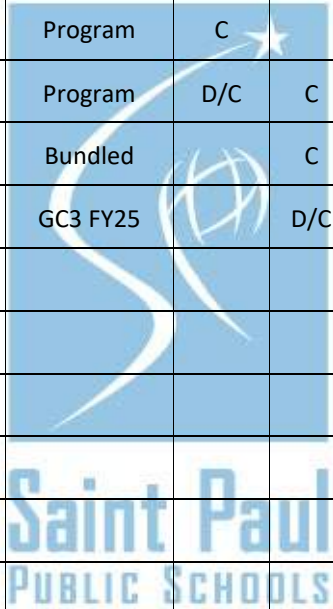 Program C
Program D/C C
Bundled C
GC3 FY25 D/C
Saint Paul
PUBLIC SCHOOLS